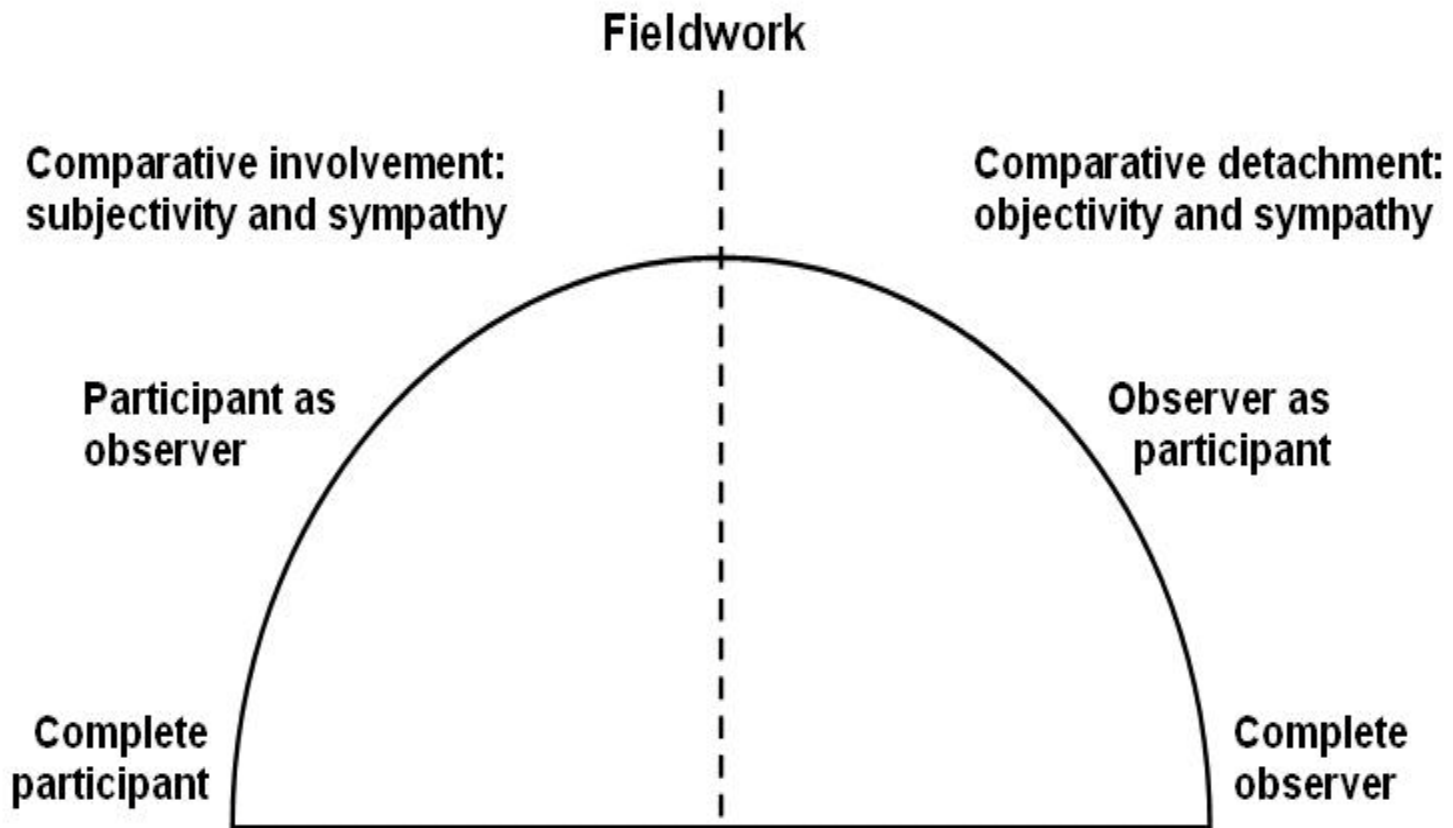 Fieldwork
Comparative involvement:
subjectivity and sympathy
Comparative detachment:
objectivity and sympathy
Participant as
observer
Observer as
participant
Complete
participant
Complete
observer